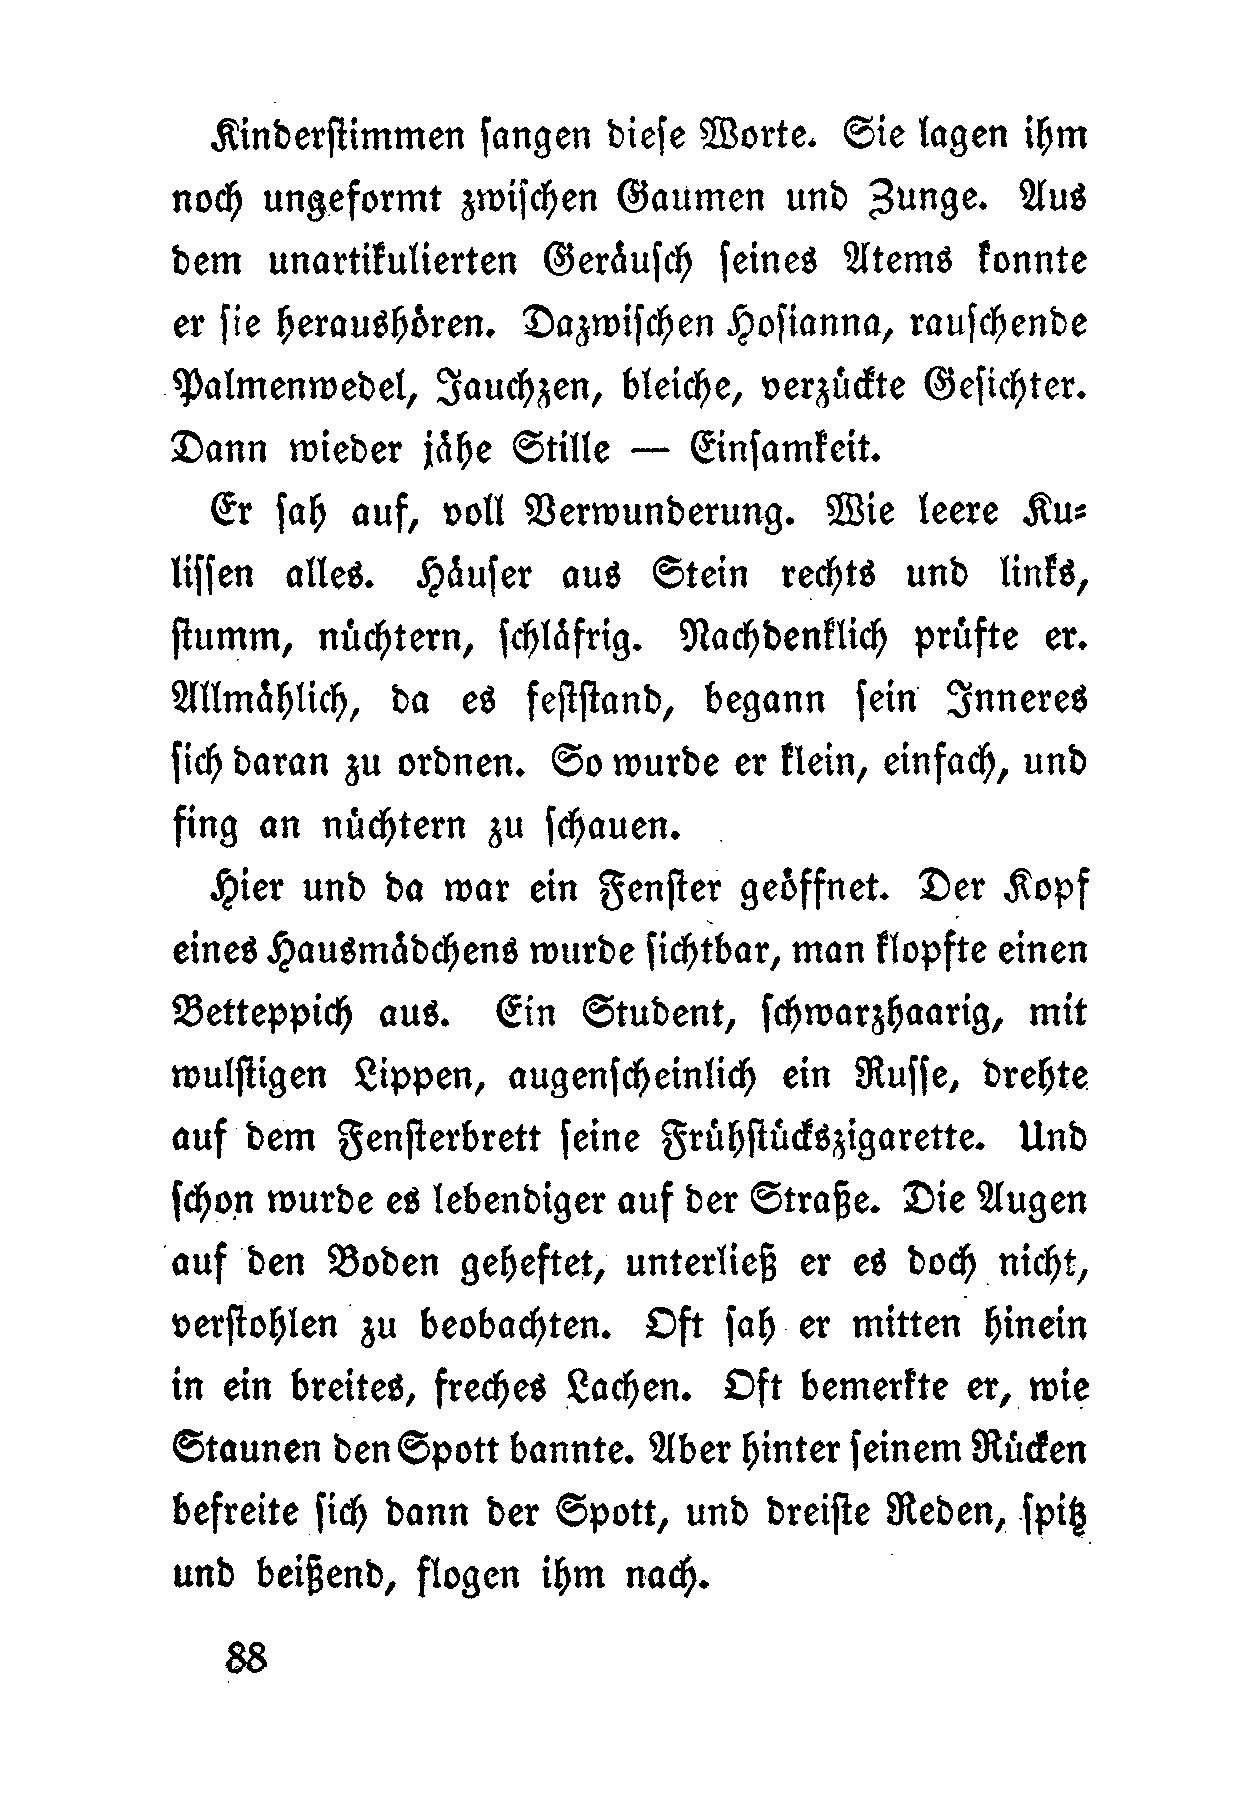 Kinderstimmen sangen diese Worte. Sie lagen ihm
noch ungeformt zwischen Gaumen und Zunge. Aus
dem unartikulierten Geräusch seines Atems konnte
er sie heraushören. Dazwischen Hosianna, rauschende
Palmenwedel, Jauchzen, bleiche, verzückte Gesichter.
Dann wieder jähe Stille — Einsamkeit.
Er sah auf, voll Verwunderung. Wie leere Ku-
lissen alles. Häuser aus Stein rechts und links,
stumm, nüchtern, schläfrig. Nachdenklich prüfte er.
Allmählich, da es feststand, begann sein Inneres
sich daran zu ordnen. So wurde er klein, einfach, und
fing an nüchtern zu schauen.
Hier und da war ein Fenster geöffnet. Der Kopf
eines Hausmädchens wurde sichtbar, man klopfte einen
Betteppich aus. Ein Student, schwarzhaarig, mit
wulstigen Lippen, augenscheinlich ein Russe, drehte
auf dem Fensterbrett seine Frühstückszigarette. Und
schon wurde es lebendiger auf der Straße. Die Augen
auf den Boden geheftet, unterließ er es doch nicht,
verstohlen zu beobachten. Oft sah er mitten hinein
in ein breites, freches Lachen. Oft bemerkte er, wie
Staunen den Spott bannte. Aber hinter seinem Rücken
befreite sich dann der Spott, und dreiste Reden, spitz
und beißend, flogen ihm nach.
88